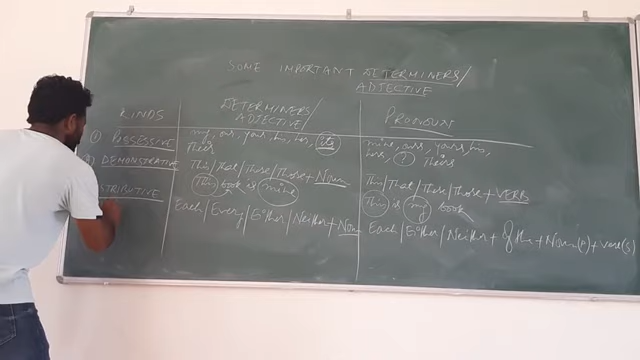 SOME IMPORTANT DETERMINERS/
ADJECTIVE
KINDS
DETERMINERS/
ADJECTIVE/
PRONOUN
① POSSESSIVE
my, our, your, his, her, its
Their
mine, ours, yours, his,
hers, ? Theirs
DEMONSTRATIVE
This/That/These/Those + Noun
This book is mine
This/That/These/Those + VERB
This is my book
STRIBUTIVE
Each/Every/Either/Neither + Noun
Each/Either/Neither + of the + Noun(P) + verb(S)